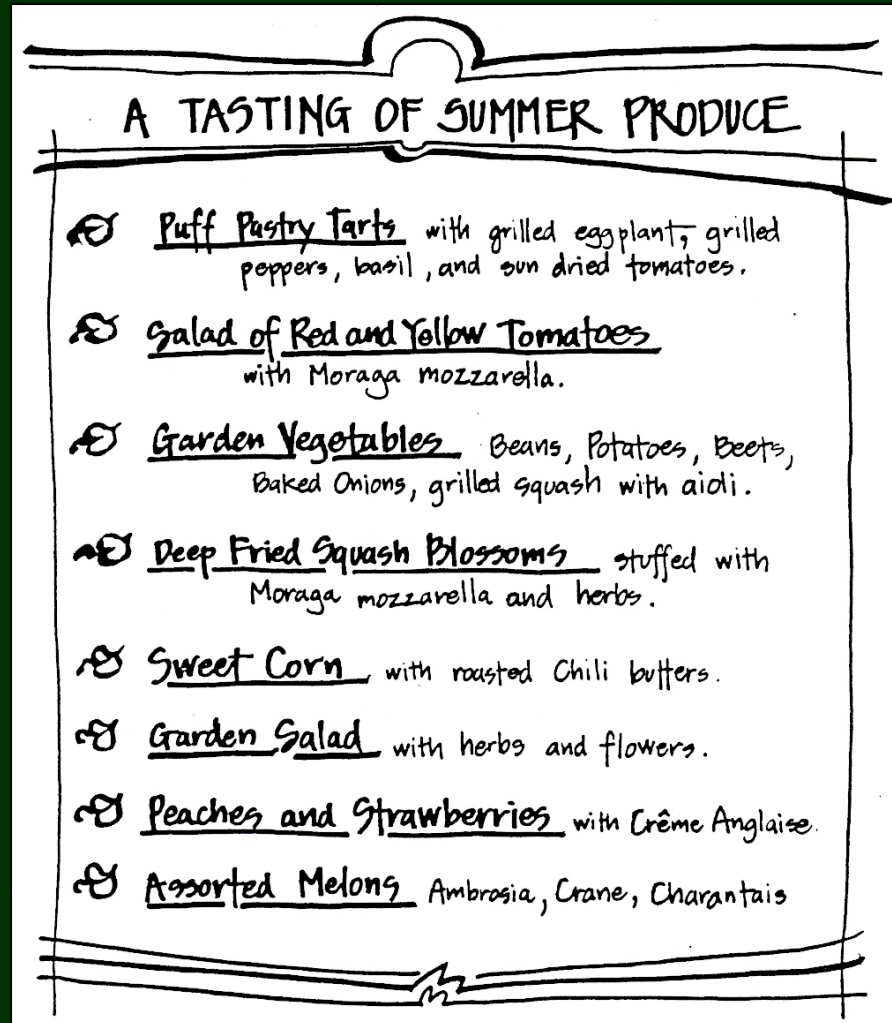 A TASTING OF SUMMER PRODUCE
Puff Pastry Tarts with grilled eggplant, grilled
peppers, basil, and sun dried tomatoes.
Salad of Red and Yellow Tomatoes
with Moraga mozzarella.
Garden Vegetables Beans, Potatoes, Beets,
Baked Onions, grilled squash with aioli.
Deep Fried Squash Blossoms stuffed with
Moraga mozzarella and herbs.
Sweet Corn with roasted Chili butters.
Garden Salad with herbs and flowers.
Peaches and Strawberries with Crême Anglaise.
Assorted Melons Ambrosia, Crane, Charantais